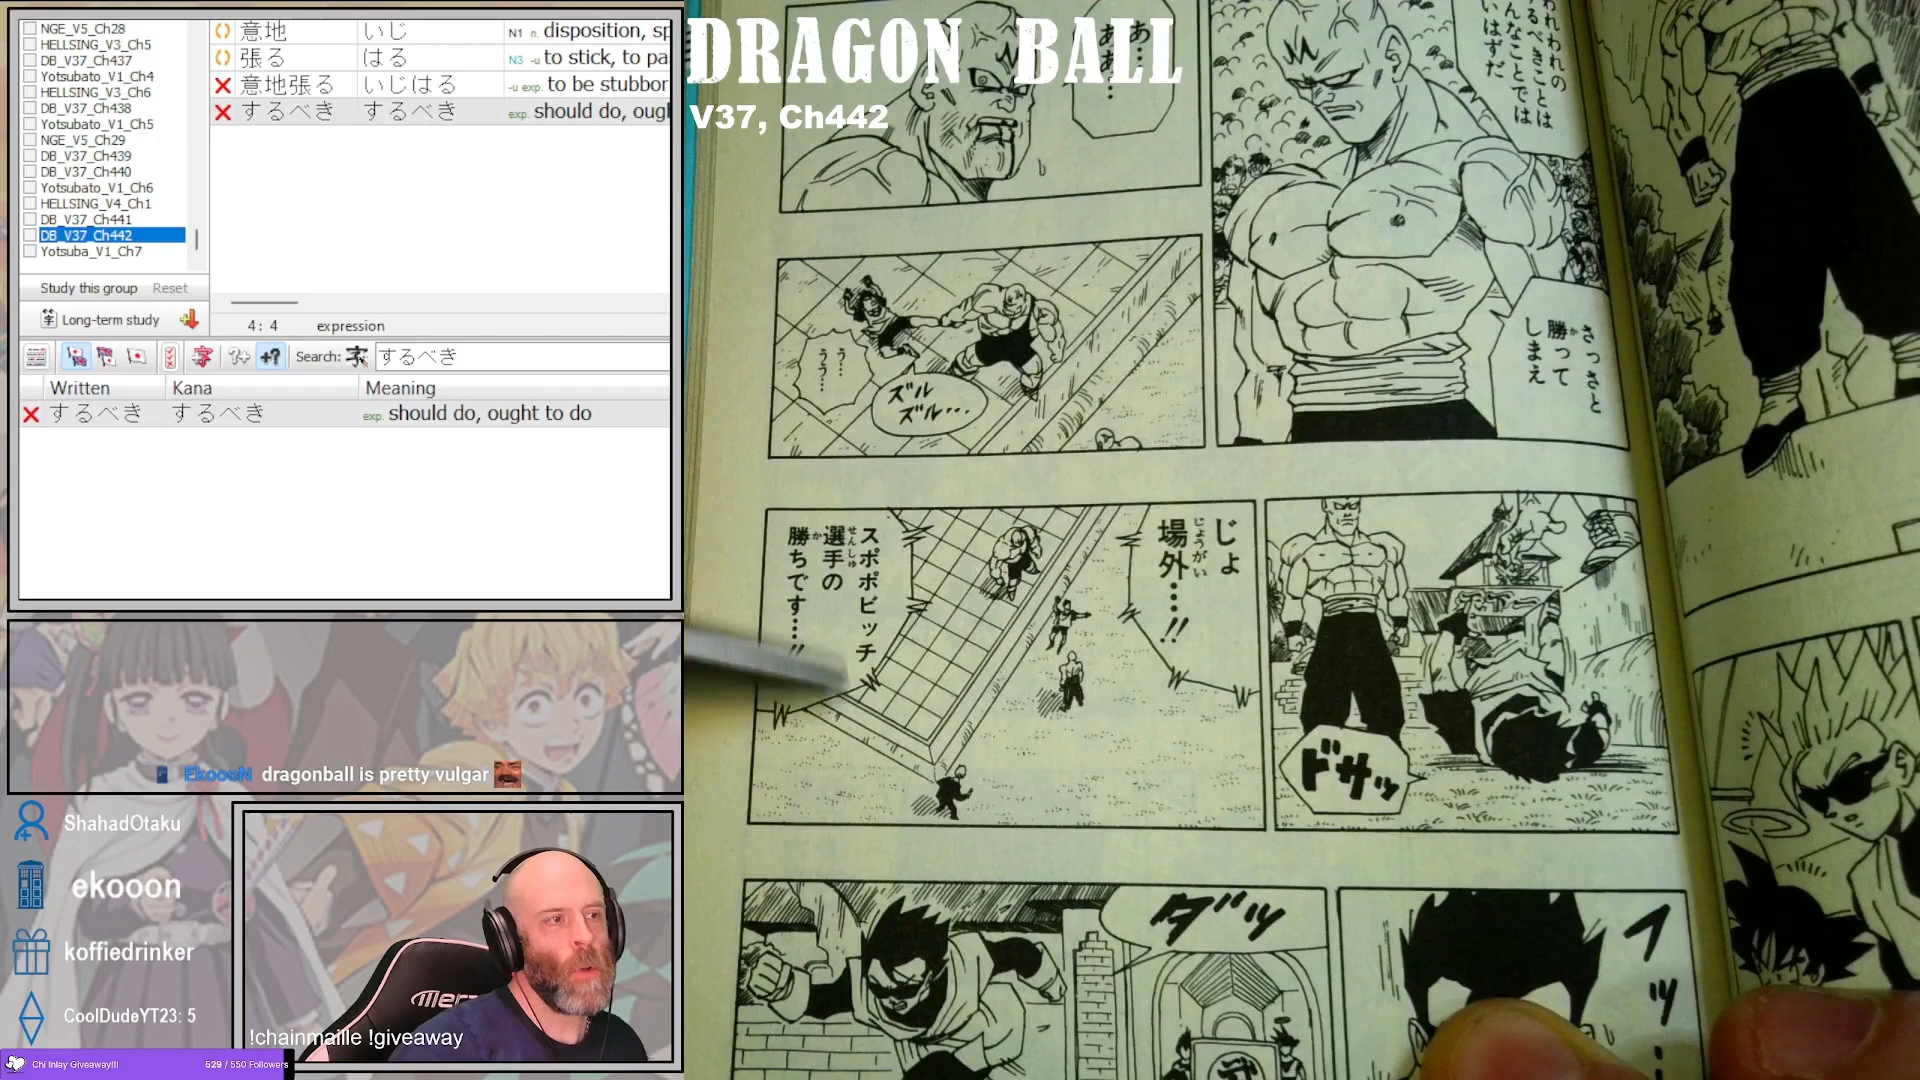 NGE_V5_Ch28
HELLSING_V3_Ch5
DB_V37_Ch437
Yotsubato_V1_Ch4
HELLSING_V3_Ch6
DB_V37_Ch438
Yotsubato_V1_Ch5
NGE_V5_Ch29
DB_V37_Ch439
DB_V37_Ch440
Yotsubato_V1_Ch6
HELLSING_V4_Ch1
DB_V37_Ch441
DB_V37_Ch442
Yotsuba_V1_Ch7
Study this group Reset
Long-term study
意地 いじ N1 n. disposition, sp
張る はる N3 -u to stick, to pa
意地張る いじはる -u exp. to be stubbor
するべき するべき exp. should do, ough
4: 4 expression
Search: するべき
Written Kana Meaning
するべき するべき exp. should do, ought to do
EkoooN dragonball is pretty vulgar
ShahadOtaku
ekooon
koffiedrinker
CoolDudeYT23: 5
Chi Inlay Giveaway!!! 529 / 550 Followers
!chainmaille !giveaway
DRAGON BALL
V37, Ch442
われわれの
するべきことは
んなことでは
いはずだ
さっさと
勝って
しまえ
あ…
ああ…
う…
うう…
ズル
ズル…
ドサッ
じょ
場外…!!
スポポビッチ
選手の
勝ちです…!!
ダッ